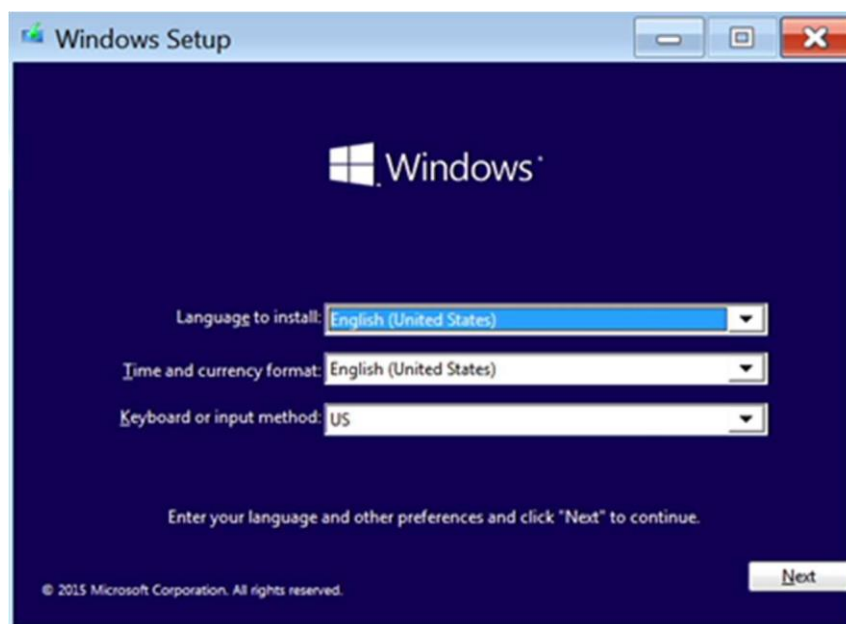 Windows Setup
Windows
Language to install: English (United States)
Time and currency format: English (United States)
Keyboard or input method: US
Enter your language and other preferences and click "Next" to continue.
Next
© 2015 Microsoft Corporation. All rights reserved.